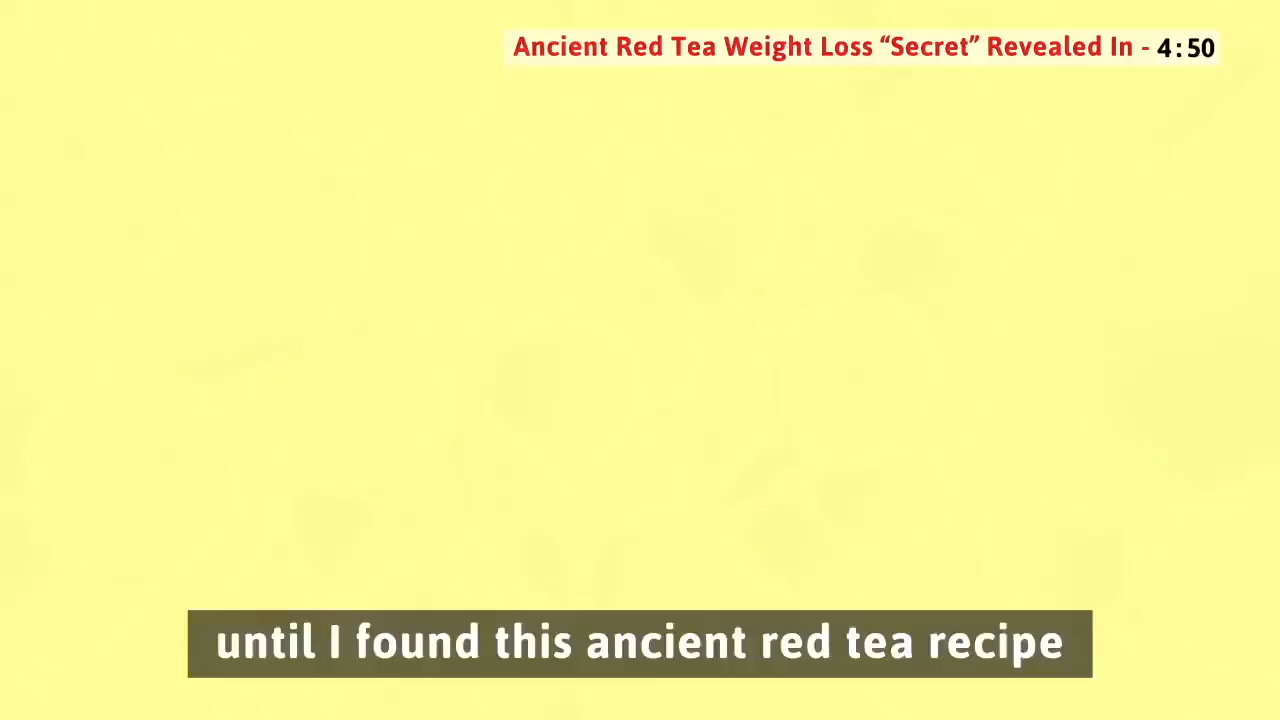 Ancient Red Tea Weight Loss “Secret” Revealed In - 4:50
until I found this ancient red tea recipe